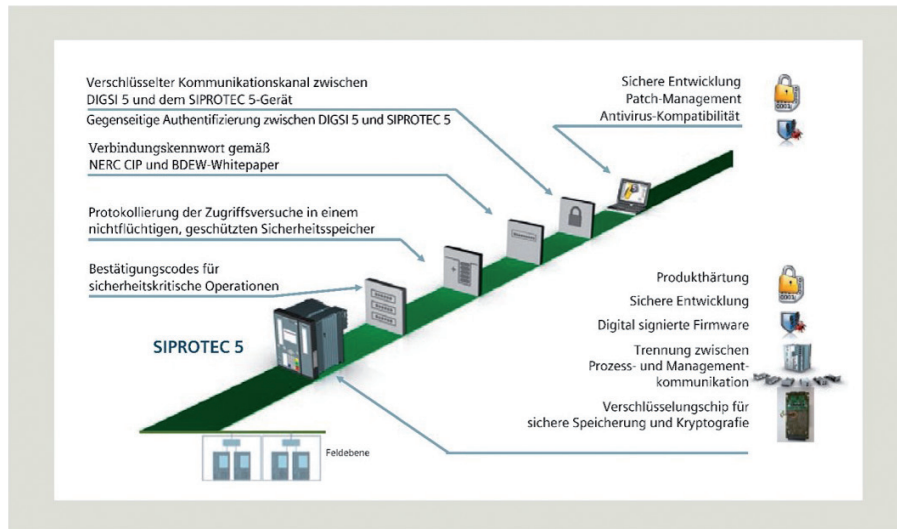 Verschlüsselter Kommunikationskanal zwischen
DIGSI 5 und dem SIPROTEC 5-Gerät
Gegenseitige Authentifizierung zwischen DIGSI 5 und SIPROTEC 5
Verbindungskennwort gemäß
NERC CIP und BDEW-Whitepaper
Protokollierung der Zugriffsversuche in einem
nichtflüchtigen, geschützten Sicherheitsspeicher
Bestätigungscodes für
sicherheitskritische Operationen
SIPROTEC 5
Feldebene
Sichere Entwicklung
Patch-Management
Antivirus-Kompatibilität
Produkthärtung
Sichere Entwicklung
Digital signierte Firmware
Trennung zwischen
Prozess- und Management-
kommunikation
Verschlüsselungschip für
sichere Speicherung und Kryptografie